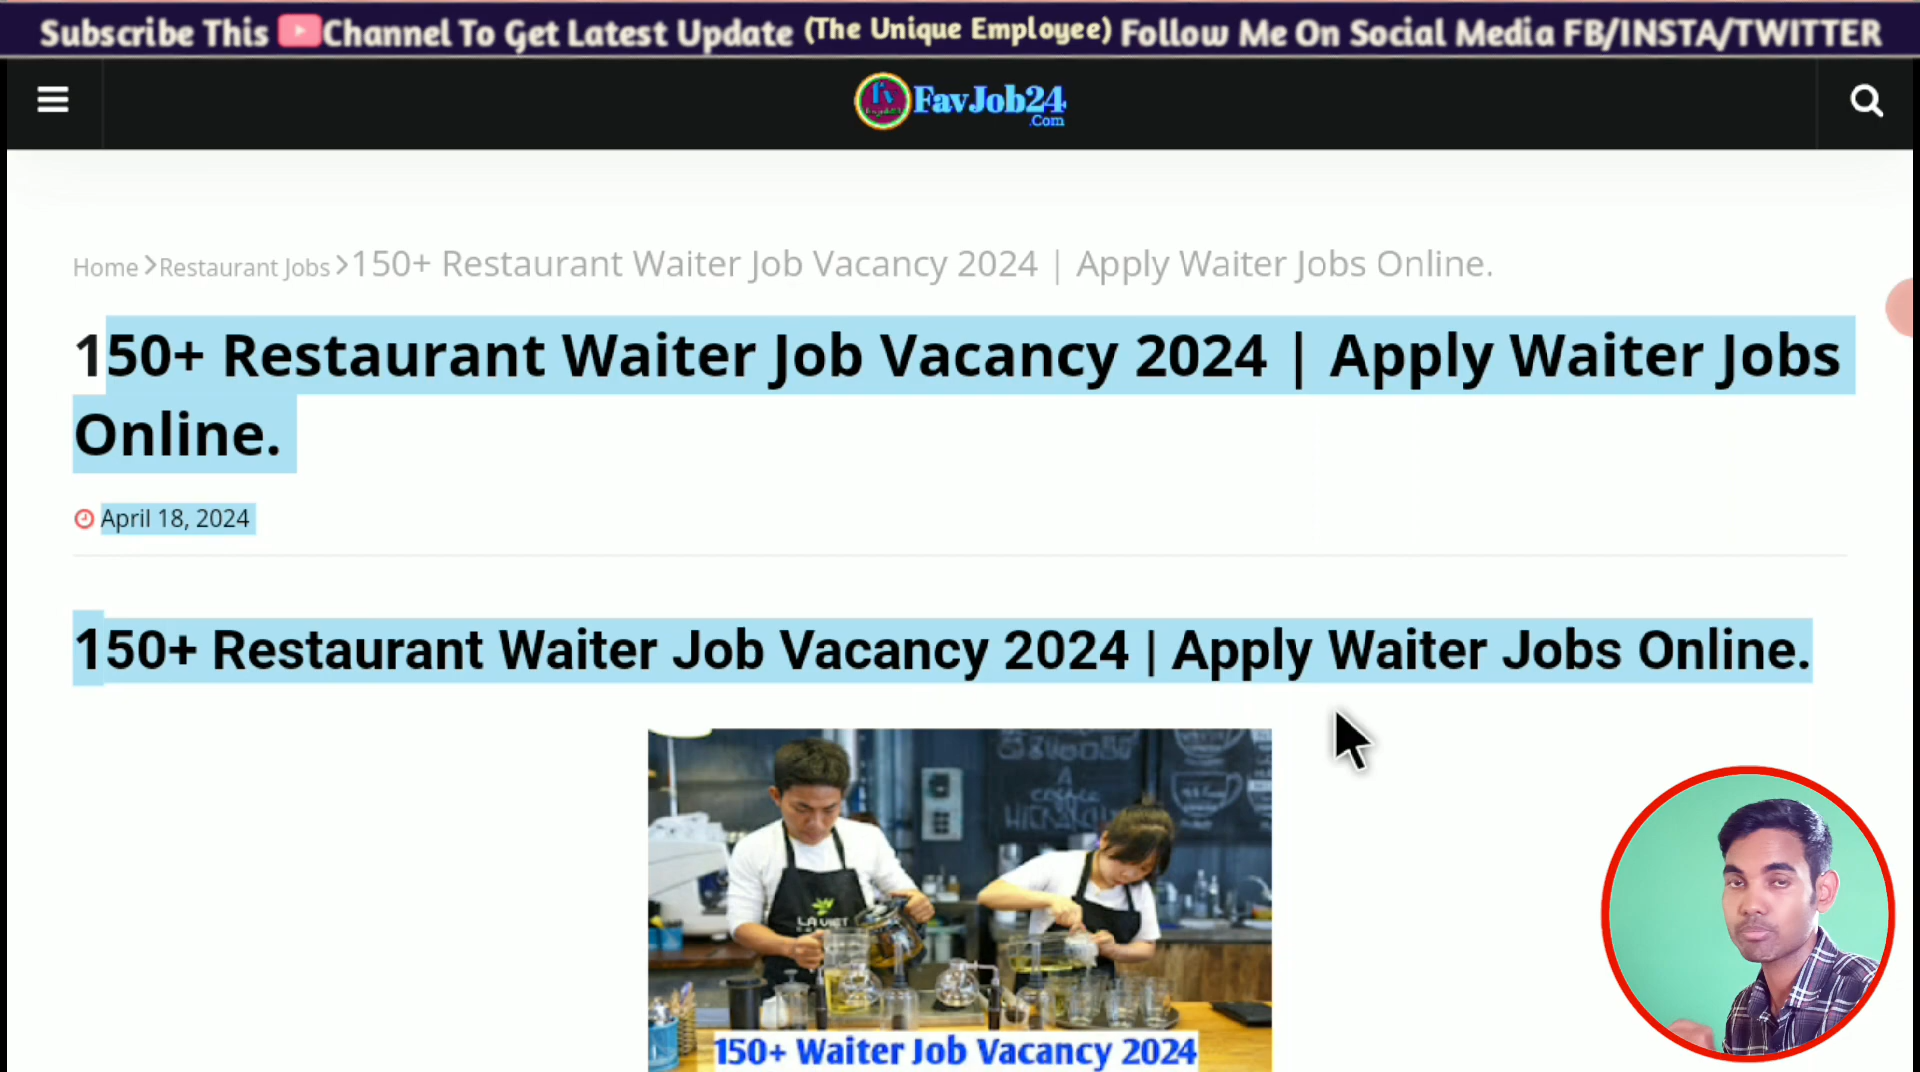 Subscribe This Channel To Get Latest Update (The Unique Employee) Follow Me On Social Media FB/INSTA/TWITTER
FavJob24
.Com
Home Restaurant Jobs 150+ Restaurant Waiter Job Vacancy 2024 | Apply Waiter Jobs Online.
150+ Restaurant Waiter Job Vacancy 2024 | Apply Waiter Jobs
Online.
April 18, 2024
150+ Restaurant Waiter Job Vacancy 2024 | Apply Waiter Jobs Online.
A
LA VIET
150+ Waiter Job Vacancy 2024